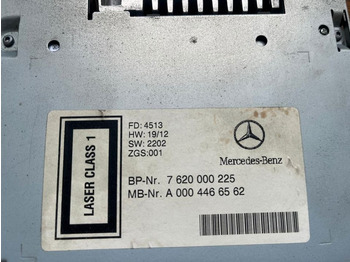 LASER CLASS 1
FD: 4513
HW: 19/12
SW: 2202
ZGS:001
Mercedes-Benz
BP-Nr. 7 620 000 225
MB-Nr. A 000 446 65 62